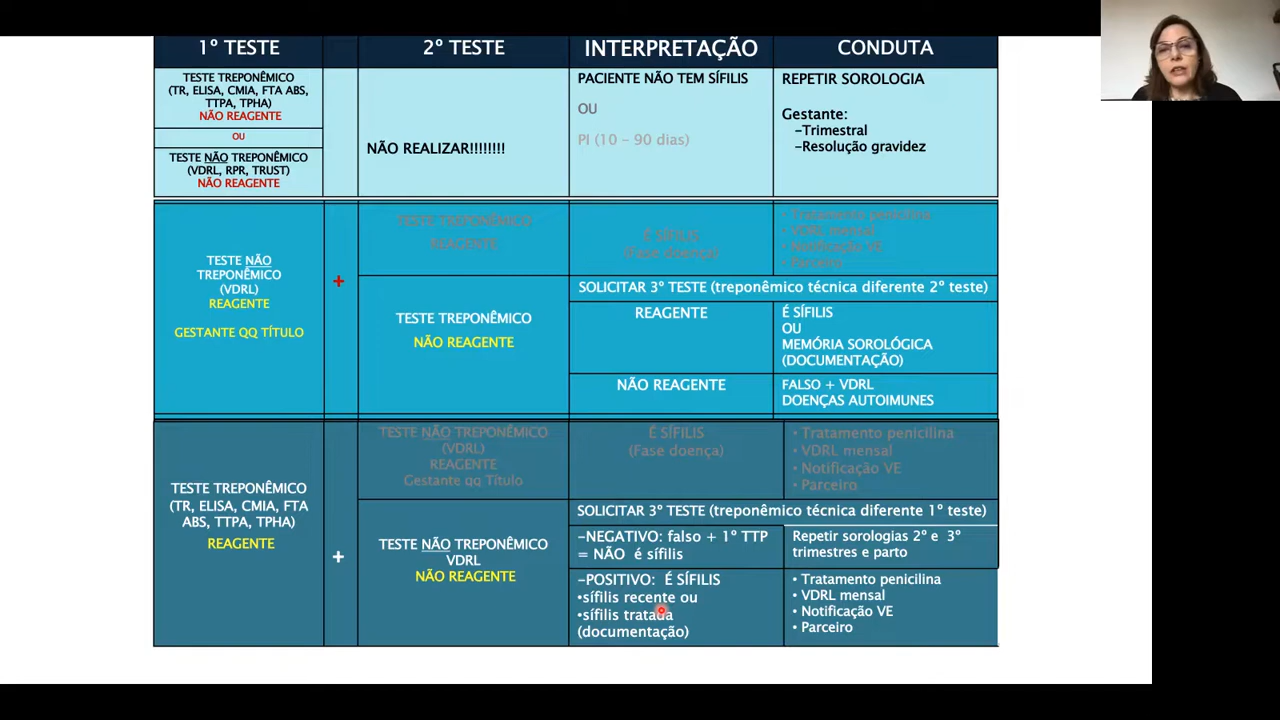 1º TESTE
2º TESTE
INTERPRETAÇÃO
CONDUTA
TESTE TREPONÊMICO
(TR, ELISA, CMIA, FTA ABS,
TTPA, TPHA)
NÃO REAGENTE
OU
TESTE NÃO TREPONÊMICO
(VDRL, RPR, TRUST)
NÃO REAGENTE
NÃO REALIZAR!!!!!!!!
PACIENTE NÃO TEM SÍFILIS
OU
PI (10 – 90 dias)
REPETIR SOROLOGIA
Gestante:
–Trimestral
–Resolução gravidez
TESTE NÃO
TREPONÊMICO
(VDRL)
REAGENTE
GESTANTE QQ TÍTULO
+
TESTE TREPONÊMICO
REAGENTE
É SÍFILIS
(Fase doença)
• Tratamento penicilina
• VDRL mensal
• Notificação VE
• Parceiro
TESTE TREPONÊMICO
NÃO REAGENTE
SOLICITAR 3º TESTE (treponêmico técnica diferente 2º teste)
REAGENTE
É SÍFILIS
OU
MEMÓRIA SOROLÓGICA
(DOCUMENTAÇÃO)
NÃO REAGENTE
FALSO + VDRL
DOENÇAS AUTOIMUNES
TESTE TREPONÊMICO
(TR, ELISA, CMIA, FTA
ABS, TTPA, TPHA)
REAGENTE
+
TESTE NÃO TREPONÊMICO
(VDRL)
REAGENTE
Gestante qq Título
É SÍFILIS
(Fase doença)
• Tratamento penicilina
• VDRL mensal
• Notificação VE
• Parceiro
TESTE NÃO TREPONÊMICO
VDRL
NÃO REAGENTE
SOLICITAR 3º TESTE (treponêmico técnica diferente 1º teste)
–NEGATIVO: falso + 1º TTP
= NÃO é sífilis
Repetir sorologias 2º e 3º
trimestres e parto
–POSITIVO: É SÍFILIS
•sífilis recente ou
•sífilis tratada
(documentação)
• Tratamento penicilina
• VDRL mensal
• Notificação VE
• Parceiro